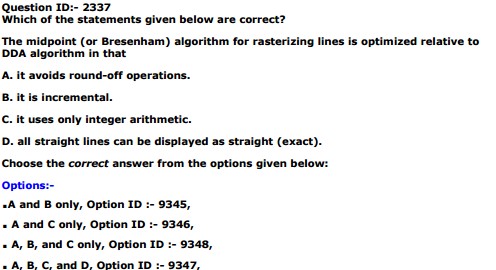 Question ID:- 2337
Which of the statements given below are correct?
The midpoint (or Bresenham) algorithm for rasterizing lines is optimized relative to
DDA algorithm in that
A. it avoids round-off operations.
B. it is incremental.
C. it uses only integer arithmetic.
D. all straight lines can be displayed as straight (exact).
Choose the correct answer from the options given below:
Options:-
▪A and B only, Option ID :- 9345,
▪ A and C only, Option ID :- 9346,
▪ A, B, and C only, Option ID :- 9348,
▪ A, B, C, and D, Option ID :- 9347,